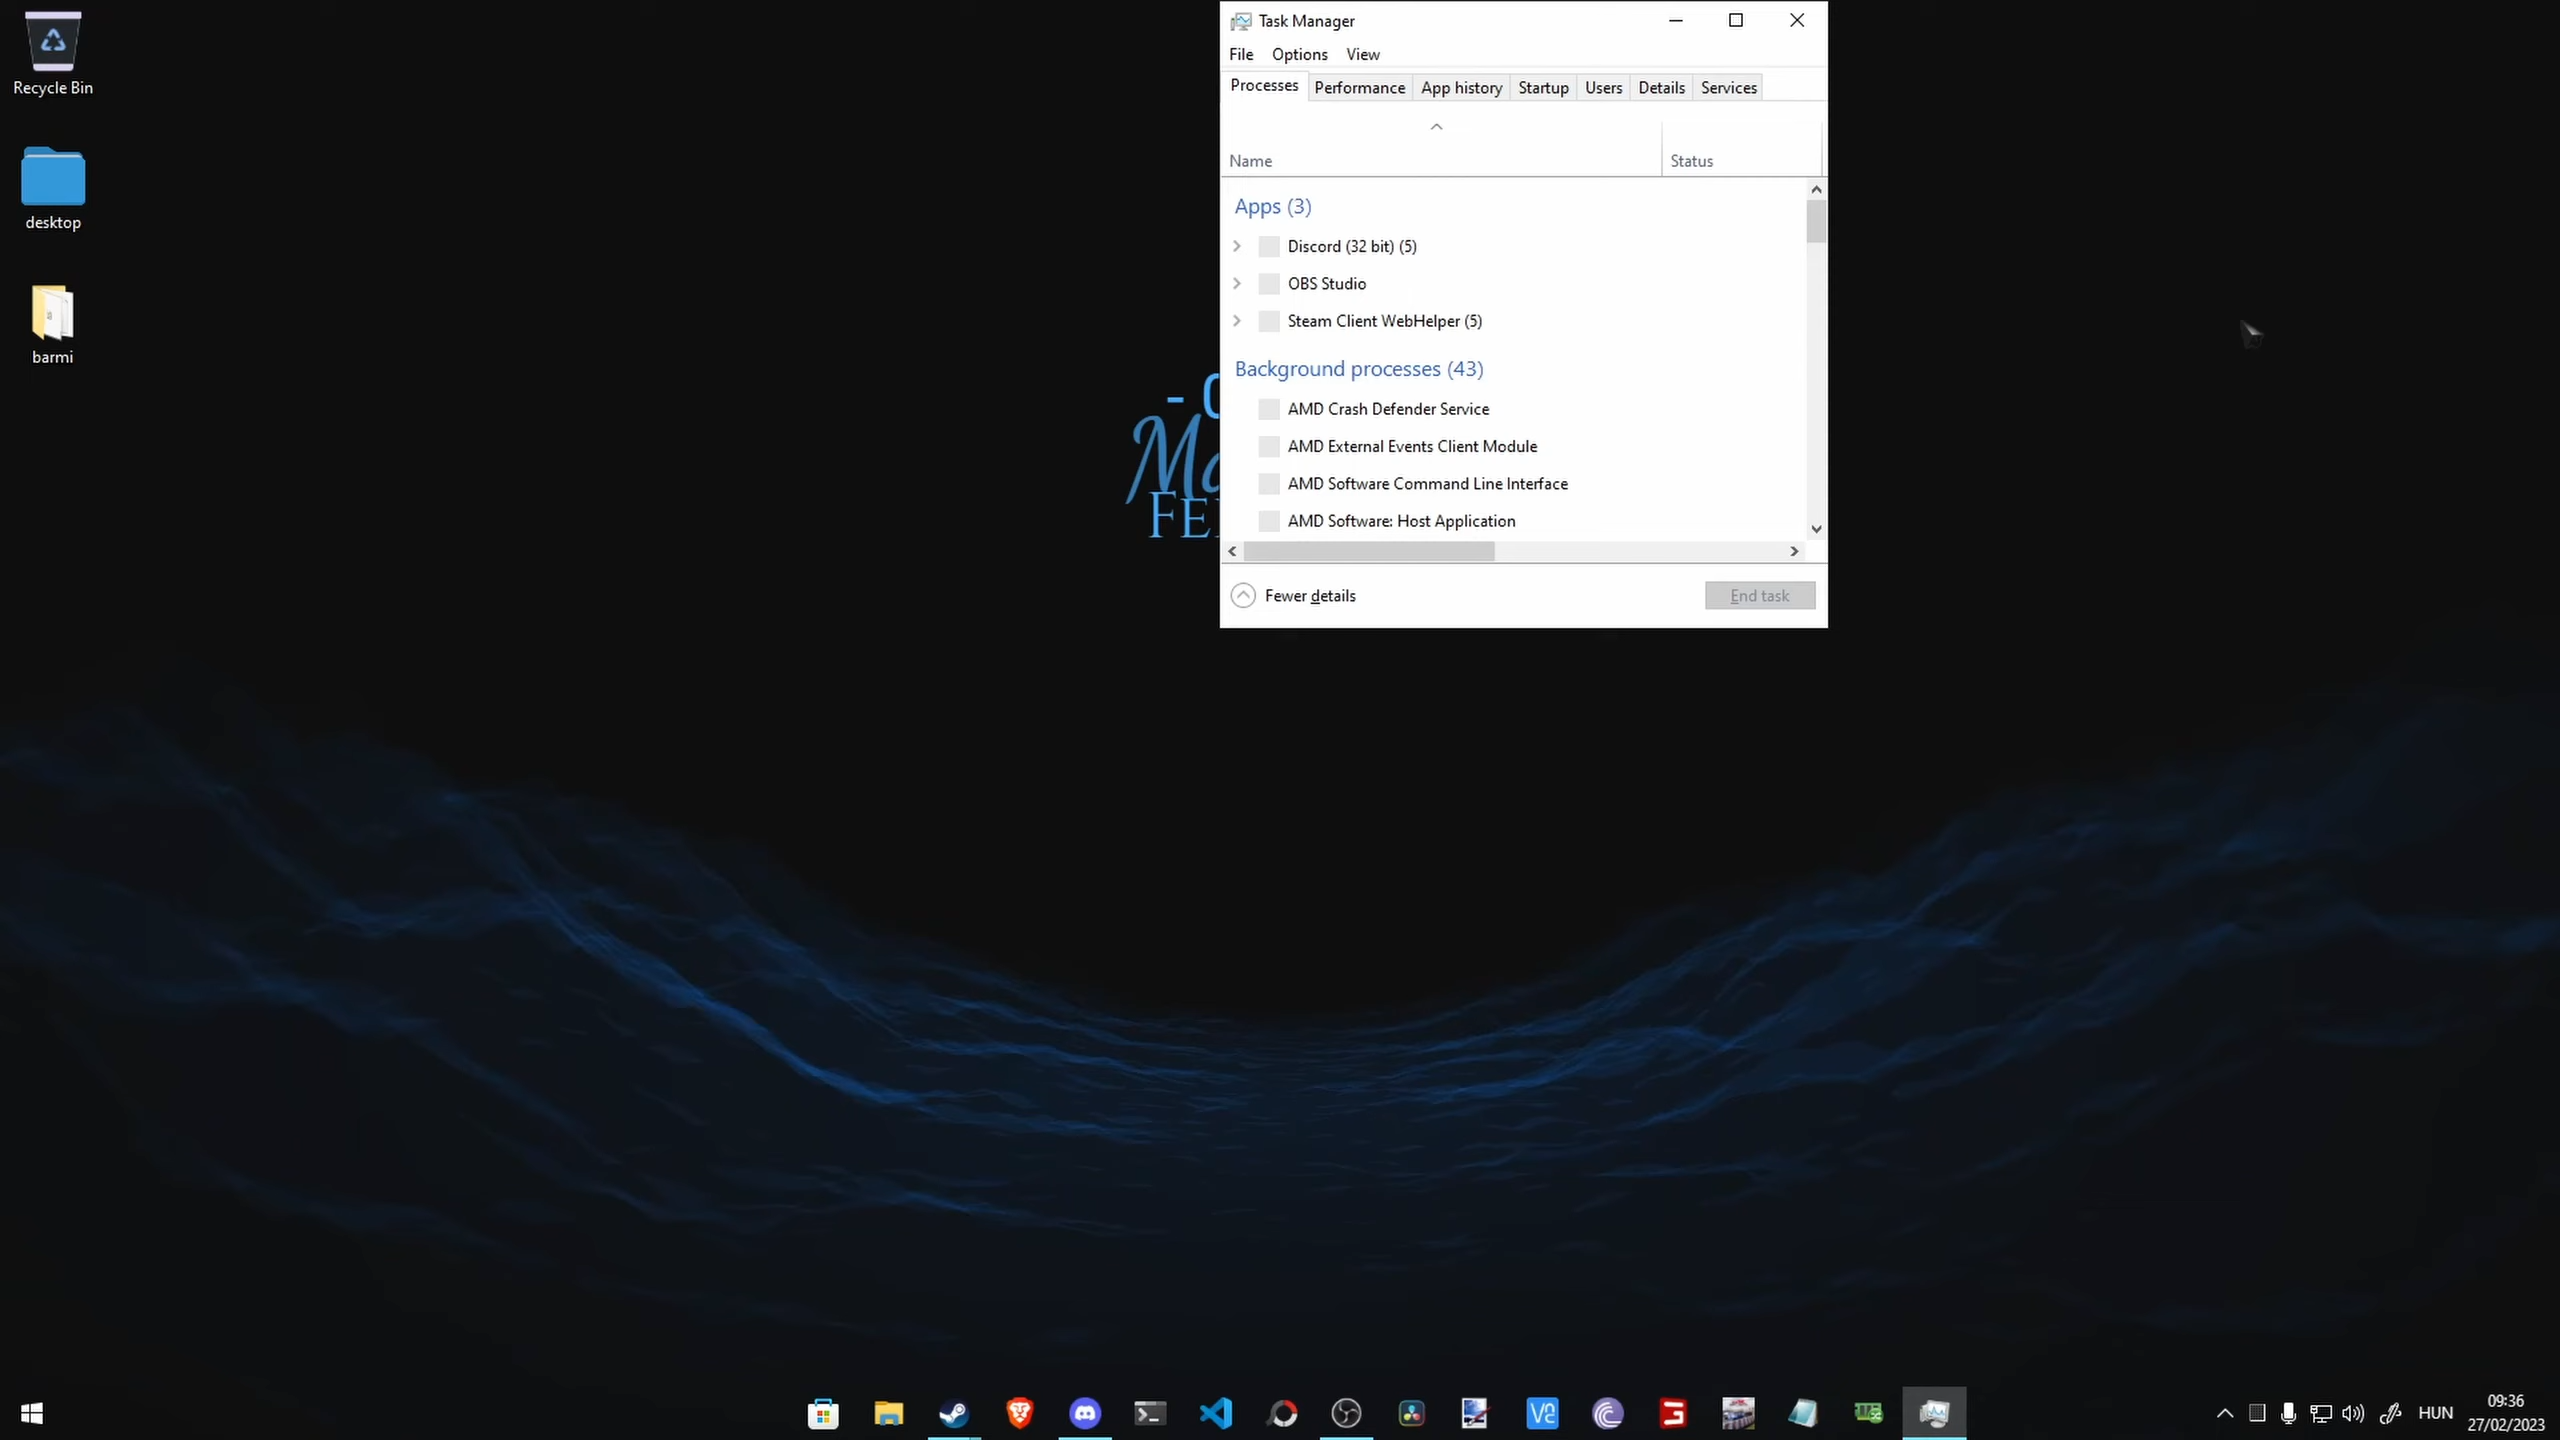 Recycle Bin
desktop
barmi
Task Manager
File Options View
Processes Performance App history Startup Users Details Services
Name Status
Apps (3)
Discord (32 bit) (5)
OBS Studio
Steam Client WebHelper (5)
Background processes (43)
AMD Crash Defender Service
AMD External Events Client Module
AMD Software Command Line Interface
AMD Software: Host Application
Fewer details End task
HUN
09:36
27/02/2023